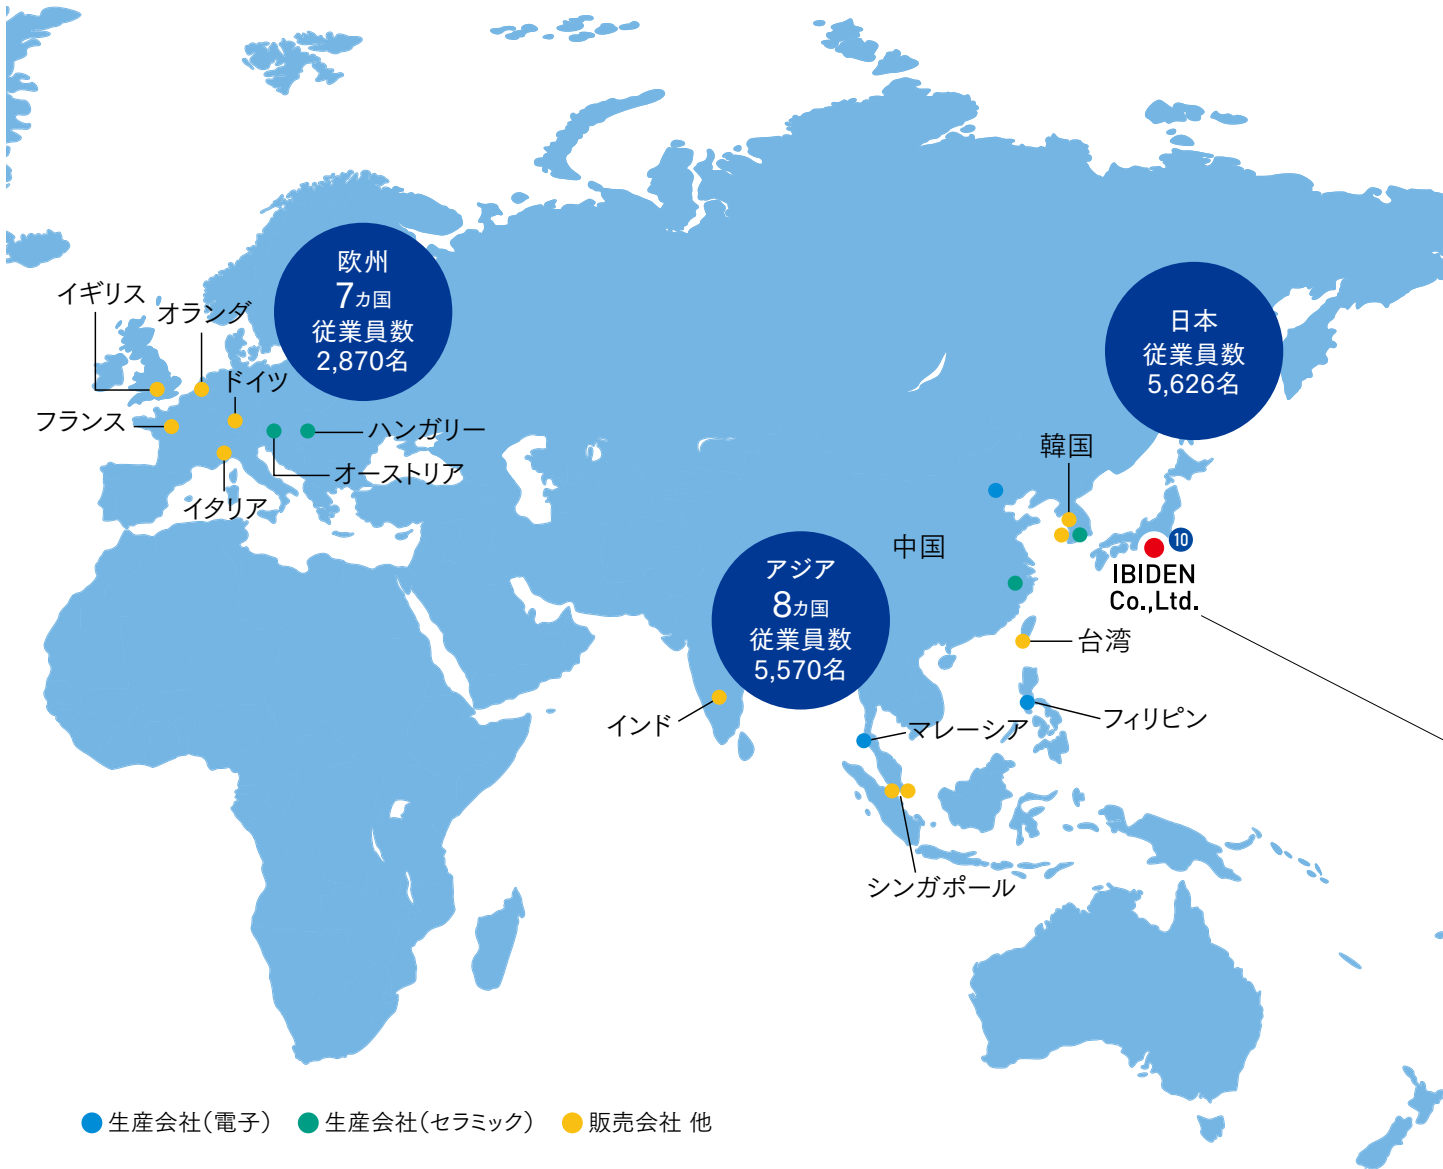 欧州
7カ国
従業員数
2,870名
イギリス
オランダ
ドイツ
フランス
ハンガリー
オーストリア
イタリア
日本
従業員数
5,626名
韓国
中国
10
IBIDEN
Co.,Ltd.
アジア
8カ国
従業員数
5,570名
台湾
インド
マレーシア
フィリピン
シンガポール
生産会社(電子) 生産会社(セラミック) 販売会社 他